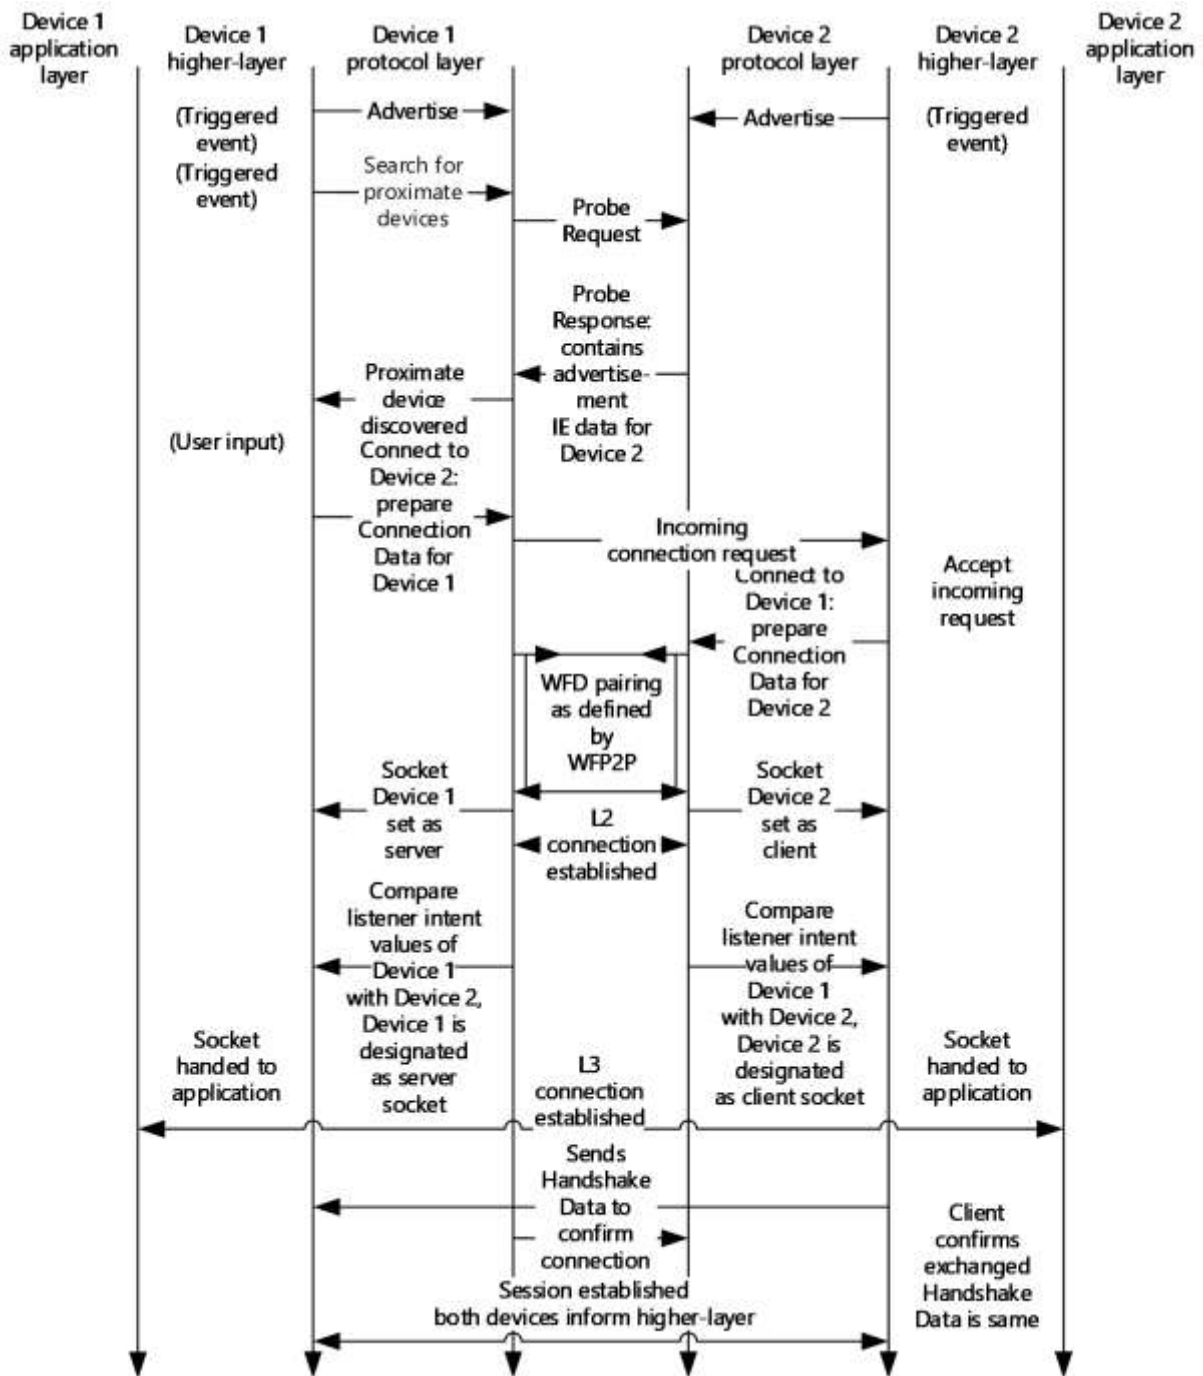 Device 1
application
layer
Device 1
higher-layer
Device 1
protocol layer
Device 2
protocol layer
Device 2
higher-layer
Device 2
application
layer
(Triggered
event)
Advertise
Advertise
(Triggered
event)
(Triggered
event)
Search for
proximate
devices
Probe
Request
Probe
Response:
contains
advertise-
ment
IE data for
Device 2
Proximate
device
discovered
(User input)
Connect to
Device 2:
prepare
Connection
Data for
Device 1
Incoming
connection request
Accept
incoming
request
Connect to
Device 1:
prepare
Connection
Data for
Device 2
WFD pairing
as defined
by
WFP2P
Socket
Device 1
set as
server
Socket
Device 2
set as
client
L2
connection
established
Compare
listener intent
values of
Device 1
with Device 2,
Device 1 is
designated
as server
socket
Compare
listener intent
values of
Device 1
with Device 2,
Device 2 is
designated
as client socket
Socket
handed to
application
L3
connection
established
Socket
handed to
application
Sends
Handshake
Data to
confirm
connection
Client
confirms
exchanged
Handshake
Data is same
Session established
both devices inform higher-layer